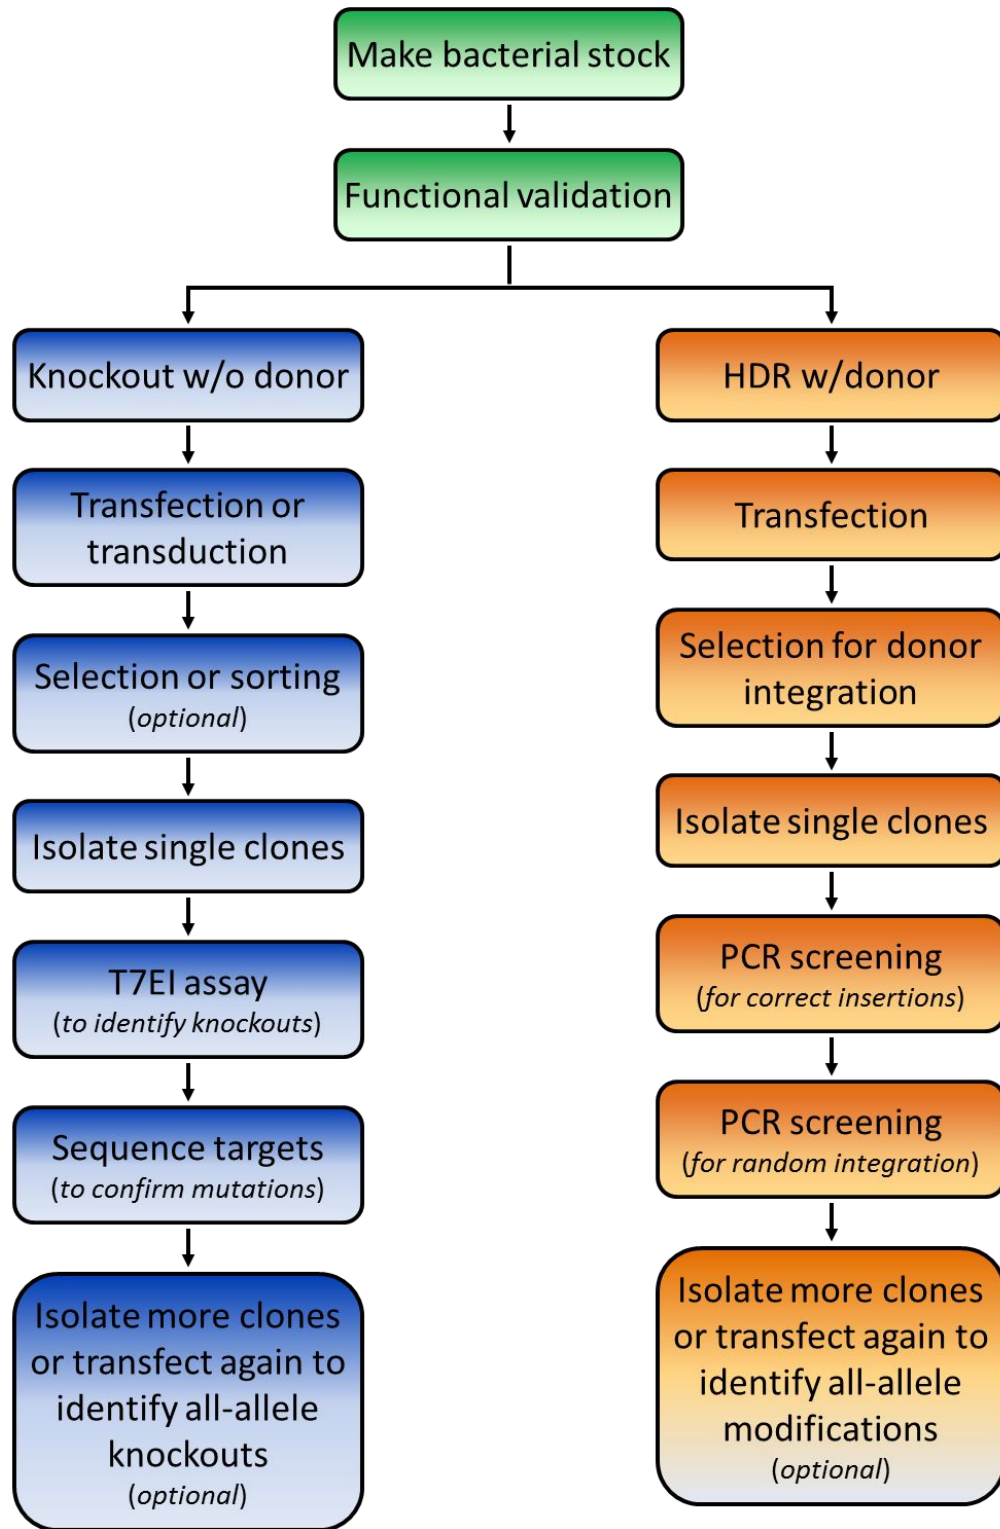 Make bacterial stock
Functional validation
Knockout w/o donor
Transfection or
transduction
Selection or sorting
(optional)
Isolate single clones
T7EI assay
(to identify knockouts)
Sequence targets
(to confirm mutations)
Isolate more clones
or transfect again to
identify all-allele
knockouts
(optional)
HDR w/donor
Transfection
Selection for donor
integration
Isolate single clones
PCR screening
(for correct insertions)
PCR screening
(for random integration)
Isolate more clones
or transfect again to
identify all-allele
modifications
(optional)